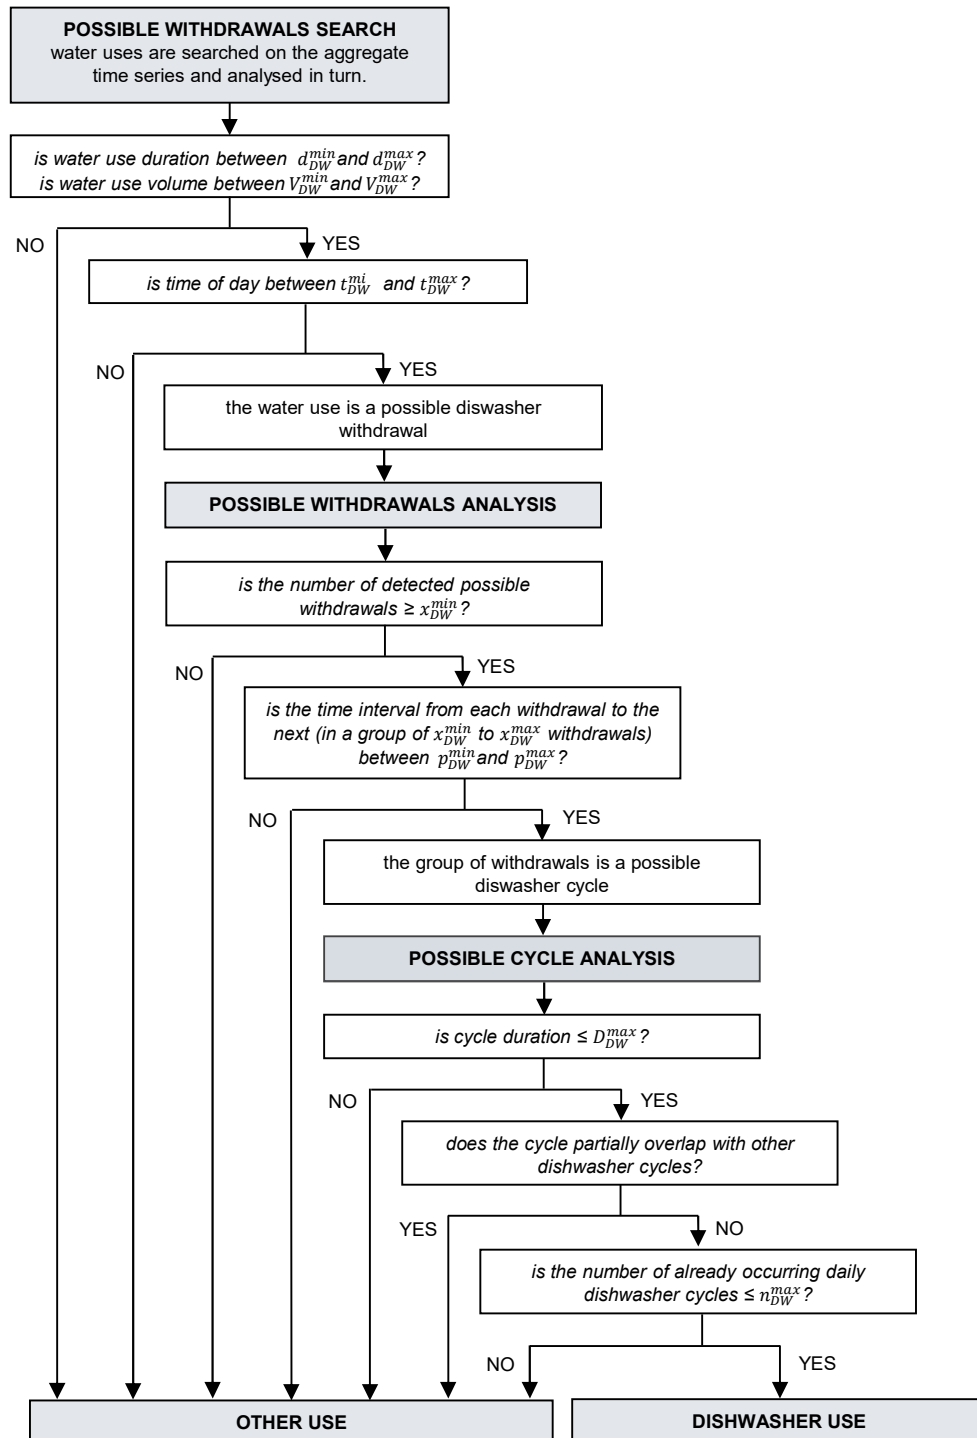 POSSIBLE WITHDRAWALS SEARCH
water uses are searched on the aggregate
time series and analysed in turn.
is water use duration between d_DW^min and d_DW^max?
is water use volume between V_DW^min and V_DW^max?
NO
YES
is time of day between t_DW^mi and t_DW^max?
NO
YES
the water use is a possible diswasher
withdrawal
POSSIBLE WITHDRAWALS ANALYSIS
is the number of detected possible
withdrawals ≥ x_DW^min?
NO
YES
is the time interval from each withdrawal to the
next (in a group of x_DW^min to x_DW^max withdrawals)
between p_DW^min and p_DW^max?
NO
YES
the group of withdrawals is a possible
diswasher cycle
POSSIBLE CYCLE ANALYSIS
is cycle duration ≤ D_DW^max?
NO
YES
does the cycle partially overlap with other
dishwasher cycles?
YES
NO
is the number of already occurring daily
dishwasher cycles ≤ n_DW^max?
NO
YES
OTHER USE
DISHWASHER USE